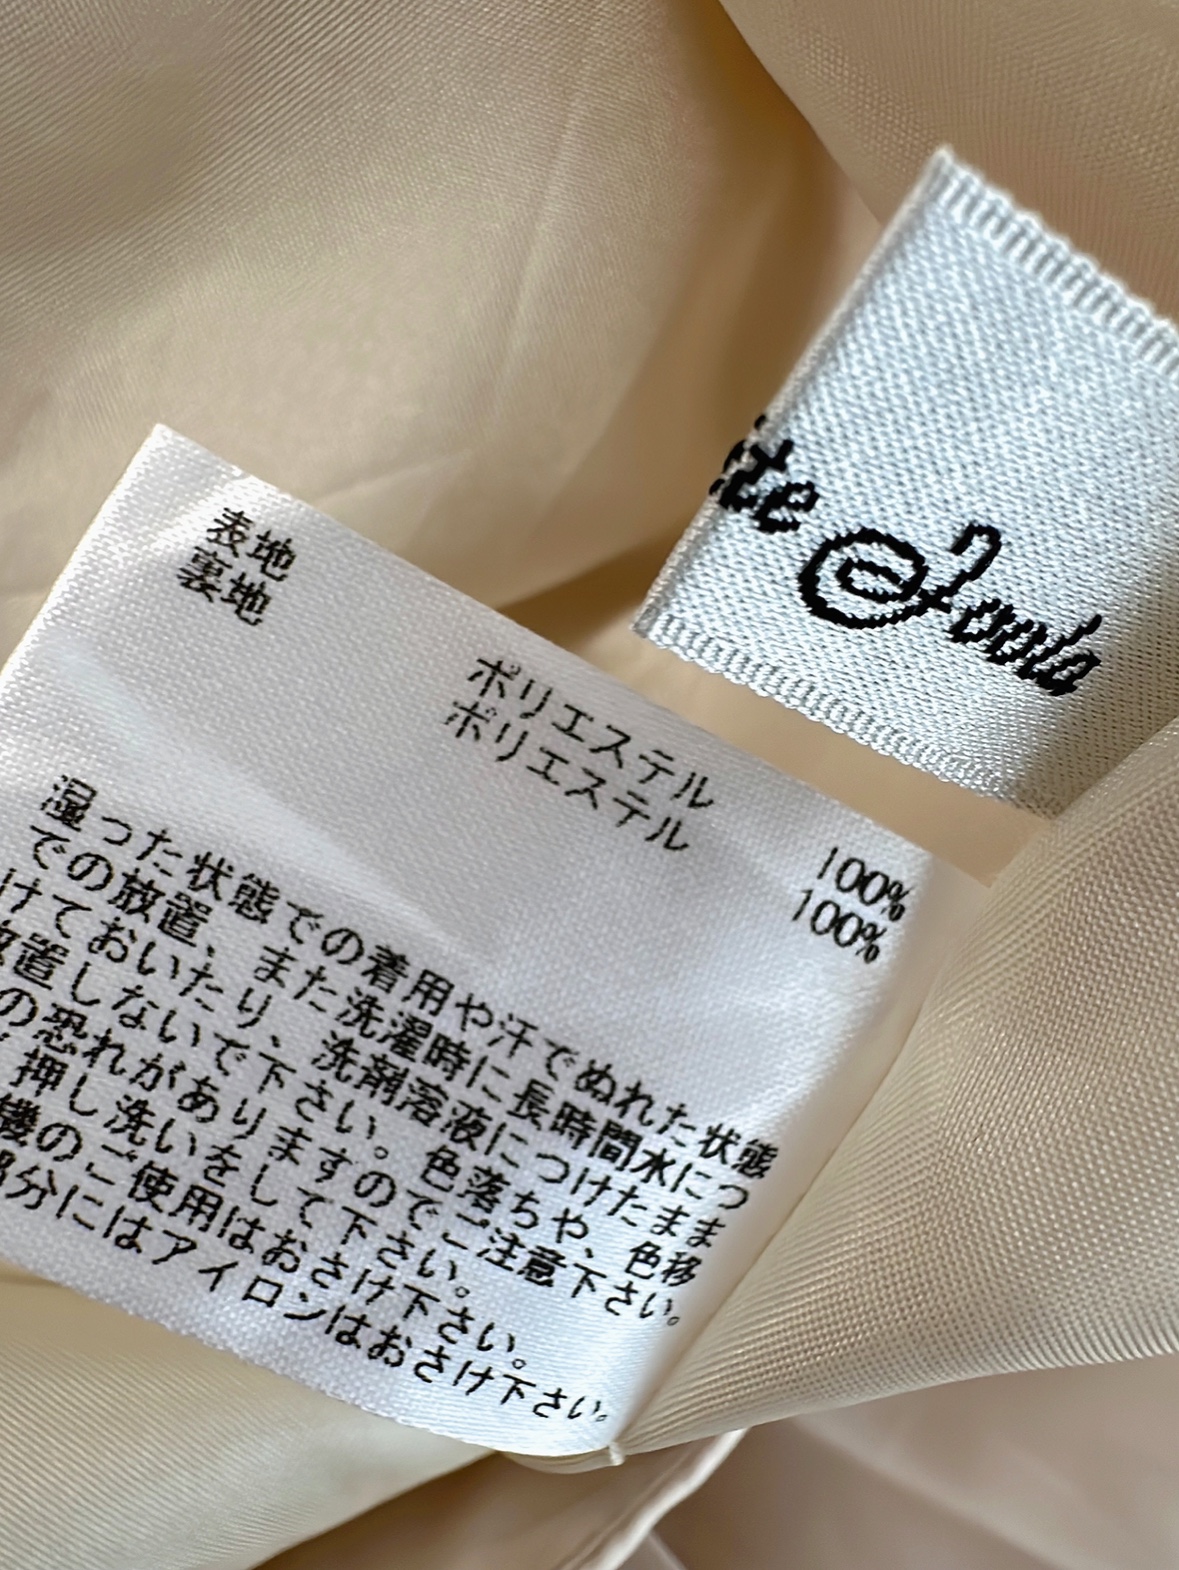 ite @ Fools
表地 ポリエステル 100%
裏地 ポリエステル 100%
湿った状態での着用や汗でぬれた状態
での放置、また洗濯時に長時間水につ
けておいたり、洗剤溶液につけたまま
放置しないで下さい。色落ちや、色移
の恐れがありますのでご注意下さい。
押し洗いをして下さい。
機のご使用はおさけ下さい。
部分にはアイロンはおさけ下さい。